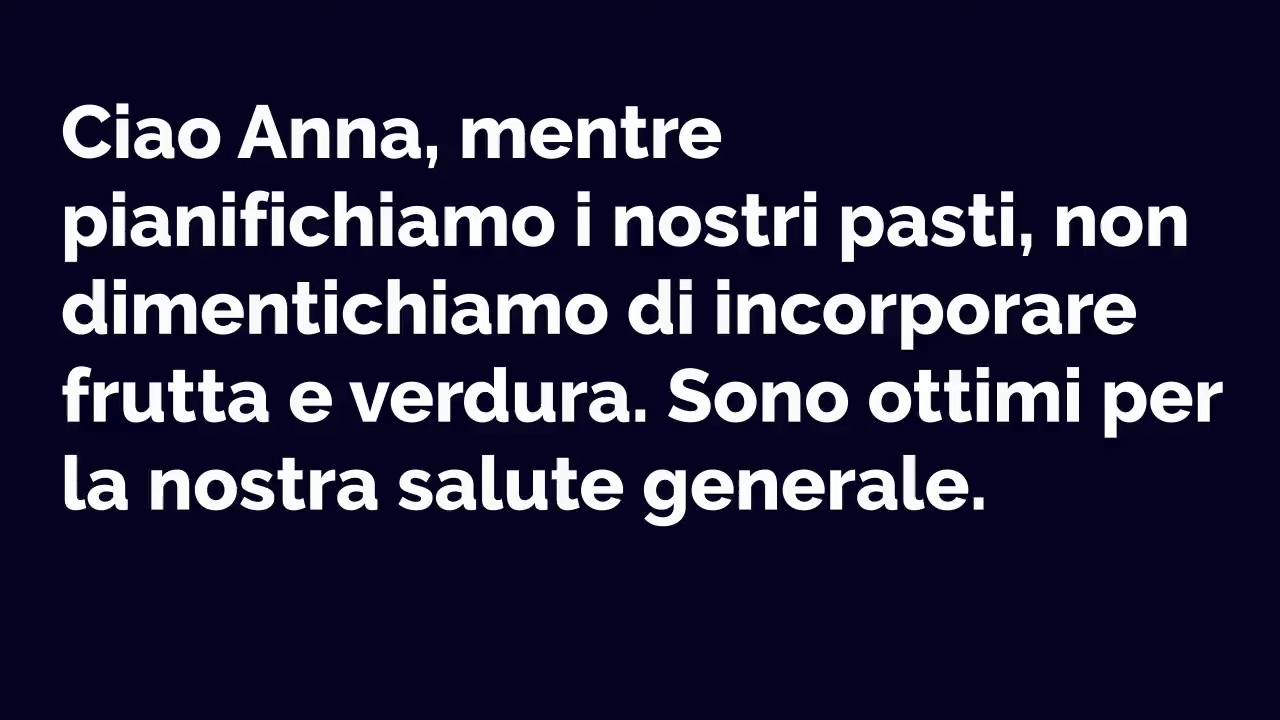 Ciao Anna, mentre
pianifichiamo i nostri pasti, non
dimentichiamo di incorporare
frutta e verdura. Sono ottimi per
la nostra salute generale.